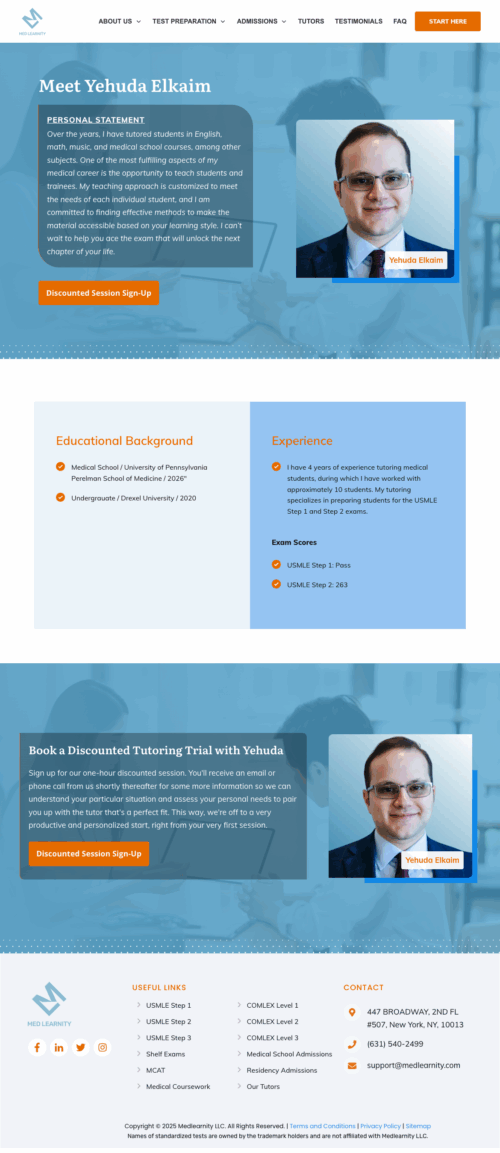 MED LEARNITY
ABOUT US
TEST PREPARATION
ADMISSIONS
TUTORS
TESTIMONIALS
FAQ
START HERE
Meet Yehuda Elkaim
PERSONAL STATEMENT
Over the years, I have tutored students in English,
math, music, and medical school courses, among other
subjects. One of the most fulfilling aspects of my
medical career is the opportunity to teach students and
trainees. My teaching approach is customized to meet
the needs of each individual student, and I am
committed to finding effective methods to make the
material accessible based on your learning style. I can't
wait to help you ace the exam that will unlock the next
chapter of your life.
Yehuda Elkaim
Discounted Session Sign-Up
Educational Background
Medical School / University of Pennsylvania
Perelman School of Medicine / 2026"
Undergrauate / Drexel University / 2020
Experience
I have 4 years of experience tutoring medical
students, during which I have worked with
approximately 10 students. My tutoring
specializes in preparing students for the USMLE
Step 1 and Step 2 exams.
Exam Scores
USMLE Step 1: Pass
USMLE Step 2: 263
Book a Discounted Tutoring Trial with Yehuda
Sign up for our one-hour discounted session. You'll receive an email or
phone call from us shortly thereafter for some more information so we can
understand your particular situation and assess your personal needs to pair
you up with the tutor that's a perfect fit. This way, we're off to a very
productive and personalized start, right from your very first session.
Discounted Session Sign-Up
Yehuda Elkaim
MED LEARNITY
USEFUL LINKS
USMLE Step 1
USMLE Step 2
USMLE Step 3
Shelf Exams
MCAT
Medical Coursework
COMLEX Level 1
COMLEX Level 2
COMLEX Level 3
Medical School Admissions
Residency Admissions
Our Tutors
CONTACT
447 BROADWAY, 2ND FL
#507, New York, NY, 10013
(631) 540-2499
support@medlearnity.com
Copyright © 2025 Medlearnity LLC. All Rights Reserved. | Terms and Conditions | Privacy Policy | Sitemap
Names of standardized tests are owned by the trademark holders and are not affiliated with Medlearnity LLC.